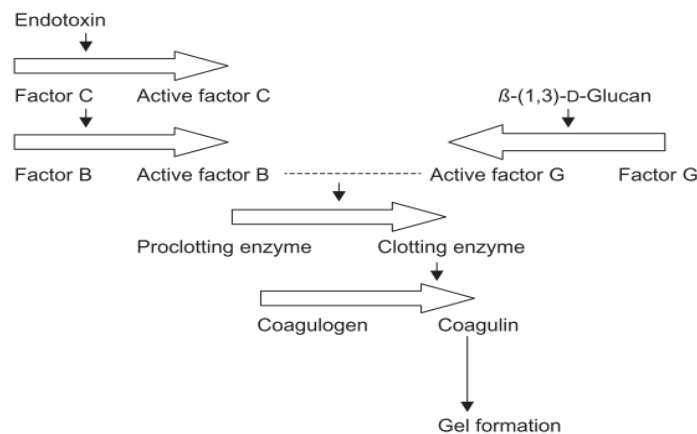 Endotoxin
Factor C Active factor C ß-(1,3)-D-Glucan
Factor B Active factor B Active factor G Factor G
Proclotting enzyme Clotting enzyme
Coagulogen Coagulin
Gel formation